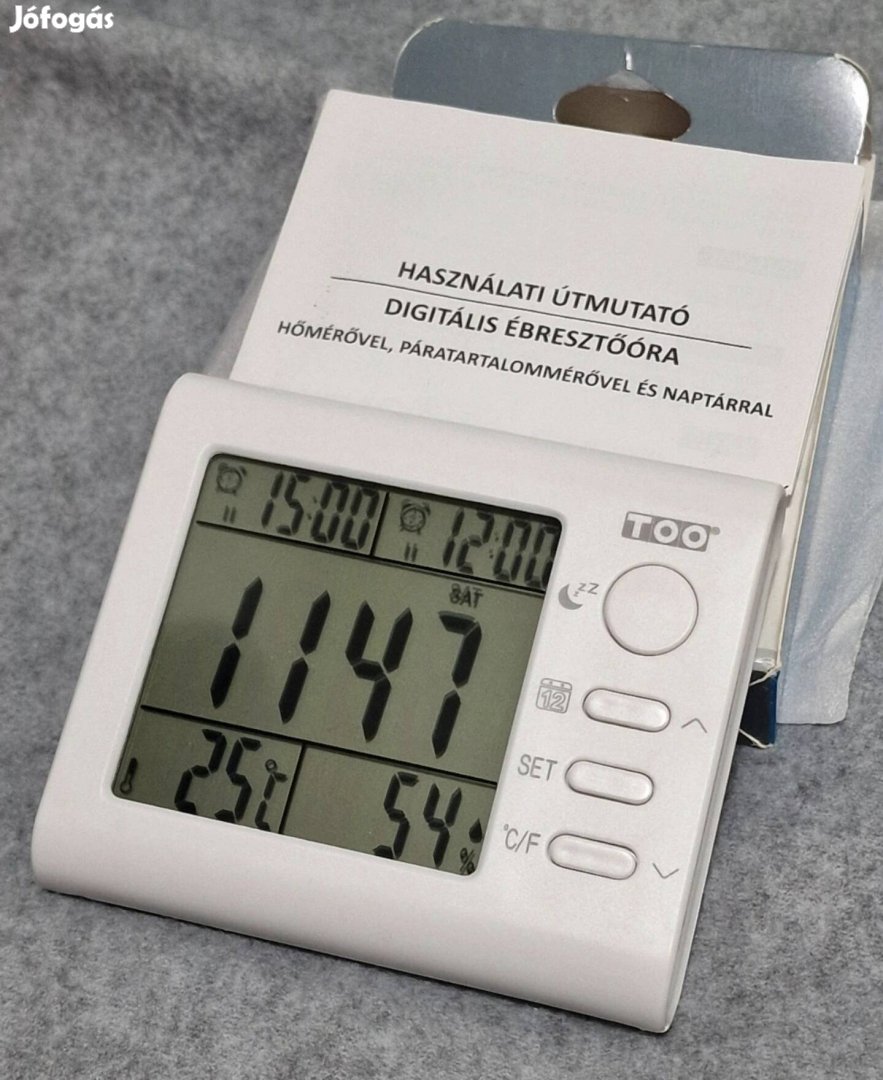 Jófogás
HASZNÁLATI ÚTMUTATÓ
DIGITÁLIS ÉBRESZTŐÓRA
HŐMÉRŐVEL, PÁRATARTALOMMÉRŐVEL ÉS NAPTÁRRAL
TOO®
15:00 12:00
SAT
1147
25°C 54%
zzZ
12
SET
°C/F